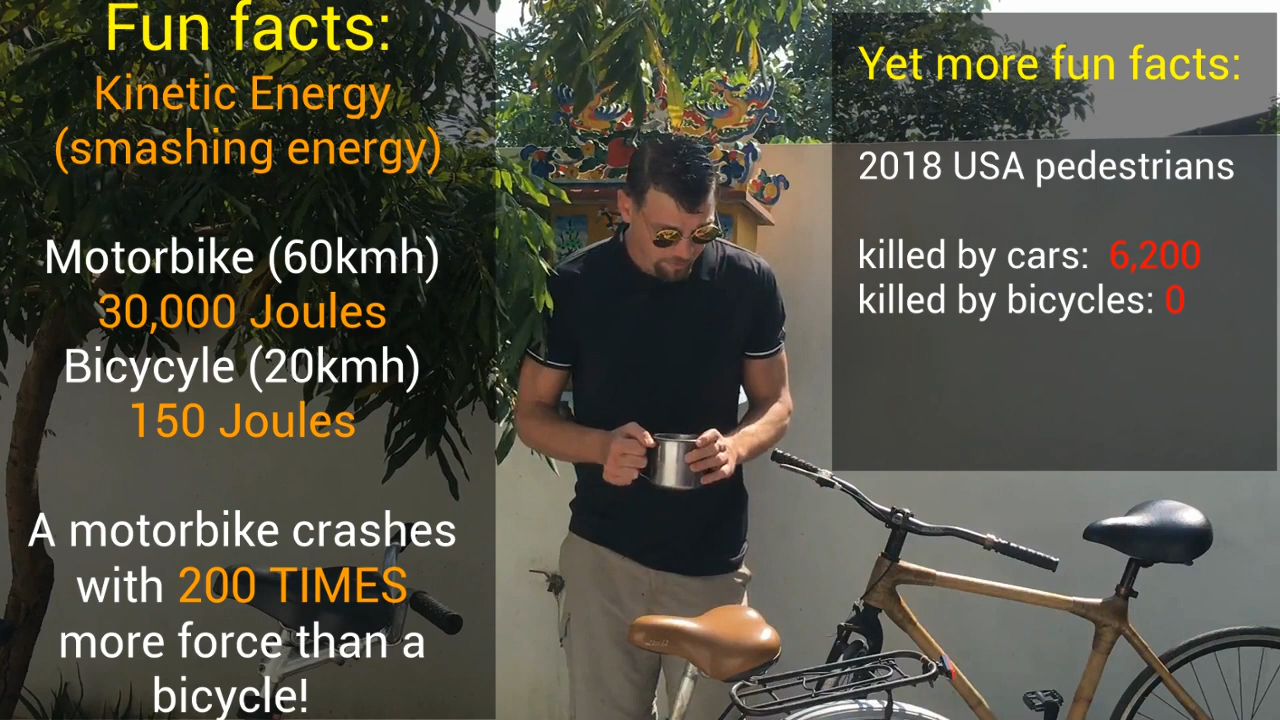 Fun facts:
Kinetic Energy
(smashing energy)
Motorbike (60kmh)
30,000 Joules
Bicycyle (20kmh)
150 Joules
A motorbike crashes
with 200 TIMES
more force than a
bicycle!
Yet more fun facts:
2018 USA pedestrians
killed by cars: 6,200
killed by bicycles: 0